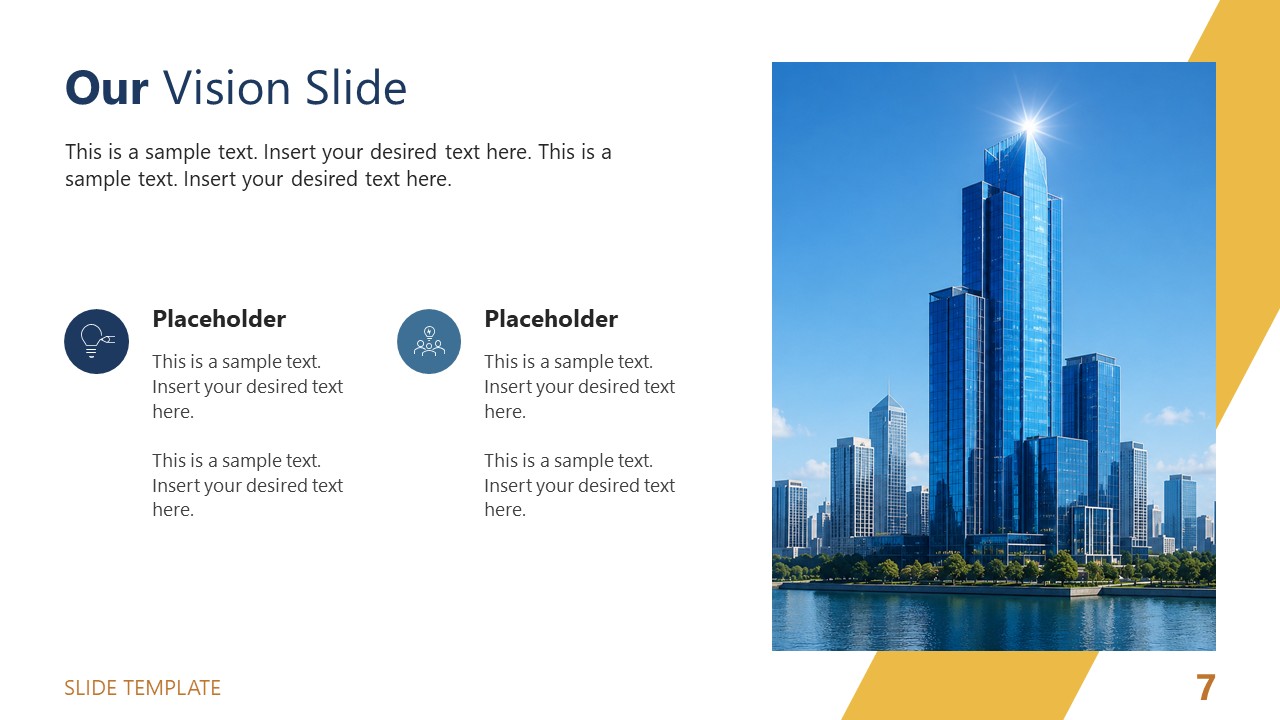 Our Vision Slide
This is a sample text. Insert your desired text here. This is a
sample text. Insert your desired text here.
Placeholder
This is a sample text.
Insert your desired text
here.
This is a sample text.
Insert your desired text
here.
Placeholder
This is a sample text.
Insert your desired text
here.
This is a sample text.
Insert your desired text
here.
SLIDE TEMPLATE
7